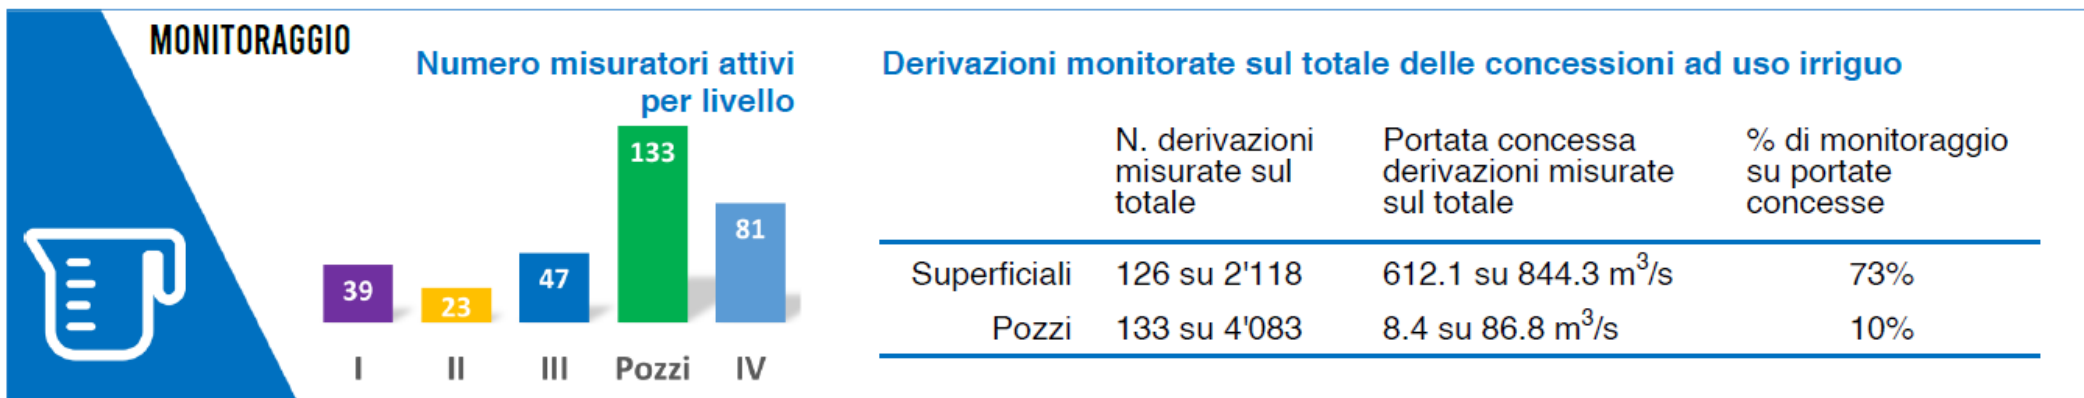 MONITORAGGIO
Numero misuratori attivi
per livello
133
81
47
39
23
I II III Pozzi IV
Derivazioni monitorate sul totale delle concessioni ad uso irriguo
N. derivazioni misurate sul totale
Portata concessa derivazioni misurate sul totale
% di monitoraggio su portate concesse
Superficiali 126 su 2'118 612.1 su 844.3 m³/s 73%
Pozzi 133 su 4'083 8.4 su 86.8 m³/s 10%